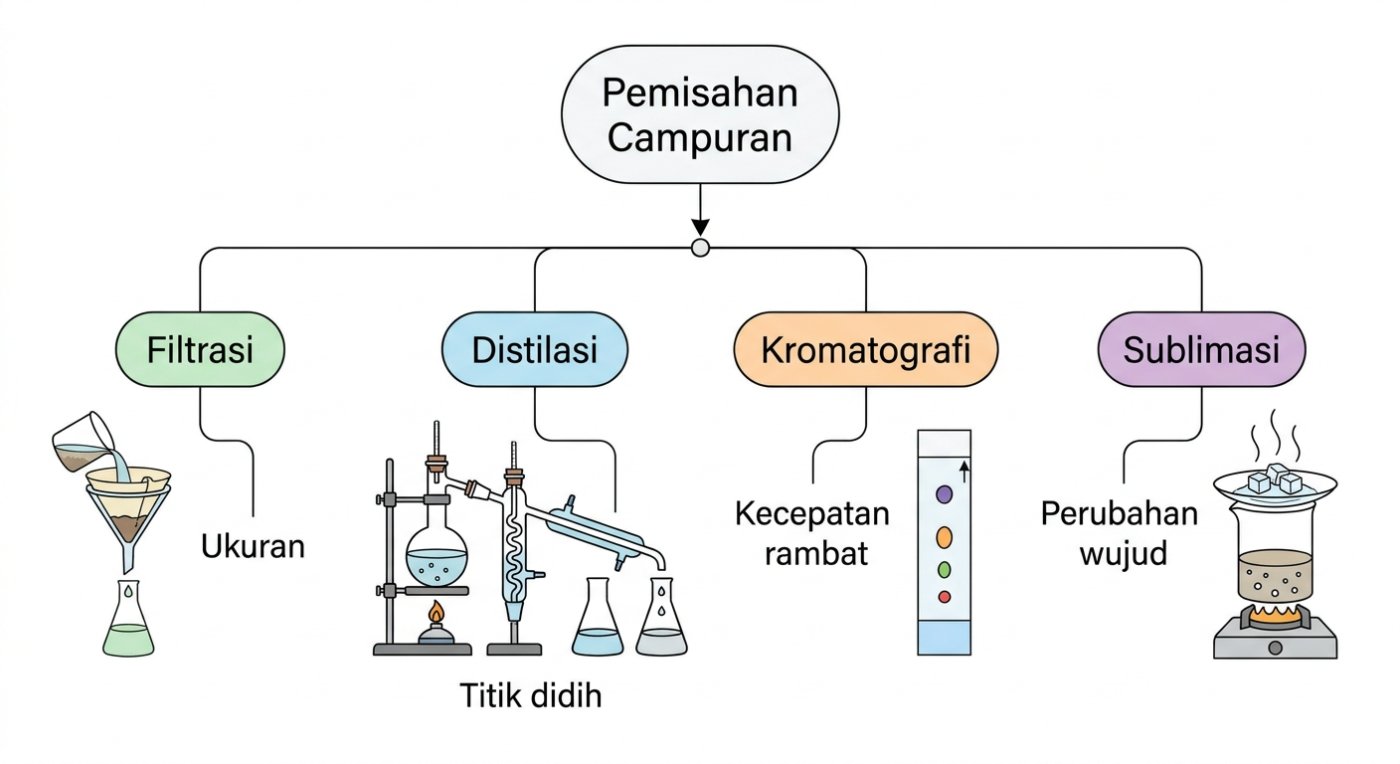 Pemisahan
Campuran
Filtrasi
Distilasi
Kromatografi
Sublimasi
Ukuran
Titik didih
Kecepatan
rambat
Perubahan
wujud